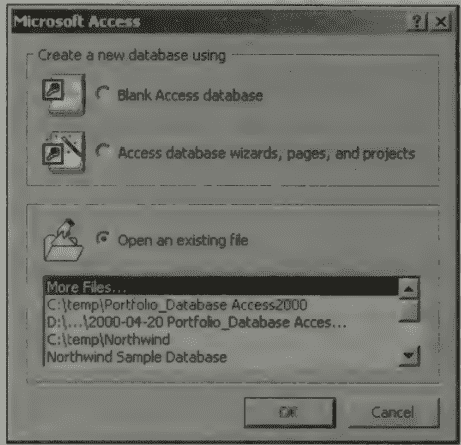 Microsoft Access
Create a new database using
Blank Access database
Access database wizards, pages, and projects
Open an existing file
More Files...
C:\temp\Portfolio_Database Access2000
D:\...\2000-04-20 Portfolio_Database Acces...
C:\temp\Northwind
Northwind Sample Database
OK
Cancel